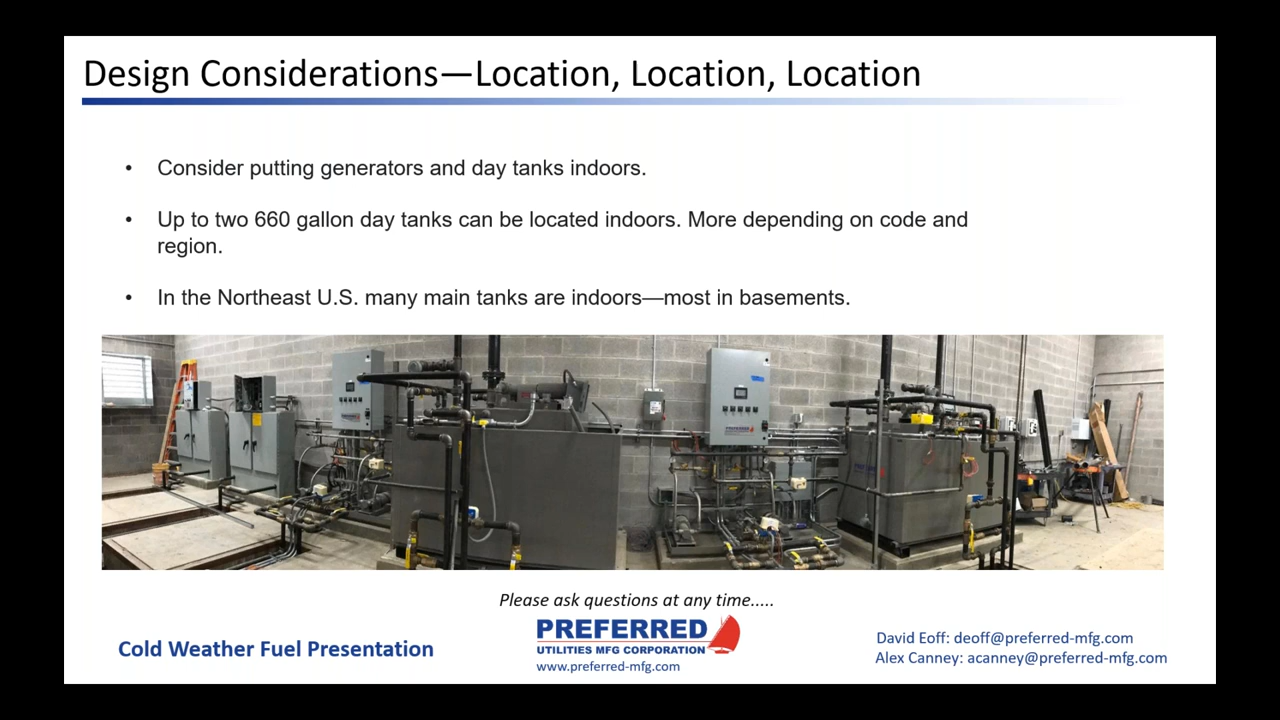 Design Considerations—Location, Location, Location
• Consider putting generators and day tanks indoors.
• Up to two 660 gallon day tanks can be located indoors. More depending on code and
region.
• In the Northeast U.S. many main tanks are indoors—most in basements.
PREFERRED
Please ask questions at any time.....
Cold Weather Fuel Presentation
PREFERRED
UTILITIES MFG CORPORATION
www.preferred-mfg.com
David Eoff: deoff@preferred-mfg.com
Alex Canney: acanney@preferred-mfg.com